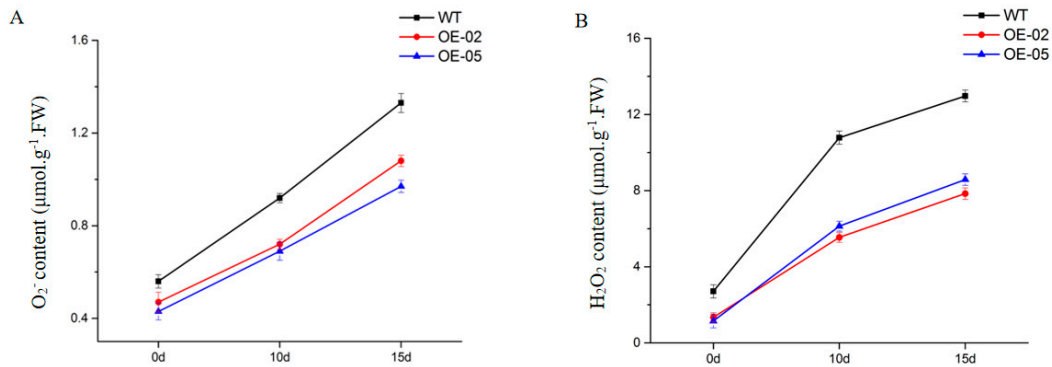 A
WT
OE-02
OE-05
1.6
1.2
0.8
0.4
O₂⁻ content (μmol.g⁻¹.FW)
0d
10d
15d
B
WT
OE-02
OE-05
16
12
8
4
0
H₂O₂ content (μmol.g⁻¹.FW)
0d
10d
15d